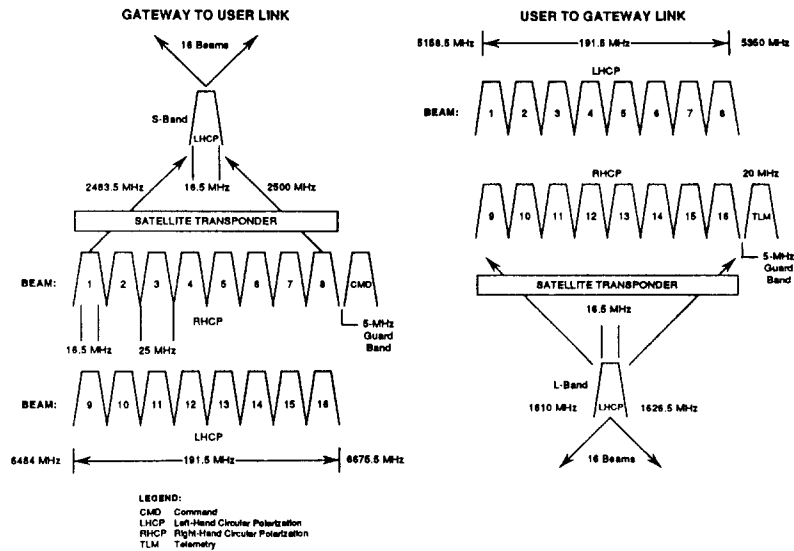 GATEWAY TO USER LINK
16 Beams
S-Band
LHCP
2483.5 MHz
16.5 MHz
2500 MHz
SATELLITE TRANSPONDER
BEAM:
1 2 3 4 5 6 7 8 CMD
RHCP
16.5 MHz
25 MHz
5-MHz
Guard
Band
BEAM:
9 10 11 12 13 14 15 16
LHCP
6484 MHz
191.5 MHz
6675.5 MHz
LEGEND:
CMD Command
LHCP Left-Hand Circular Polarization
RHCP Right-Hand Circular Polarization
TLM Telemetry
USER TO GATEWAY LINK
5158.5 MHz
191.5 MHz
5350 MHz
LHCP
BEAM:
1 2 3 4 5 6 7 8
RHCP
20 MHz
9 10 11 12 13 14 15 16 TLM
5-MHz
Guard
Band
SATELLITE TRANSPONDER
16.5 MHz
L-Band
1610 MHz
LHCP
1626.5 MHz
16 Beams